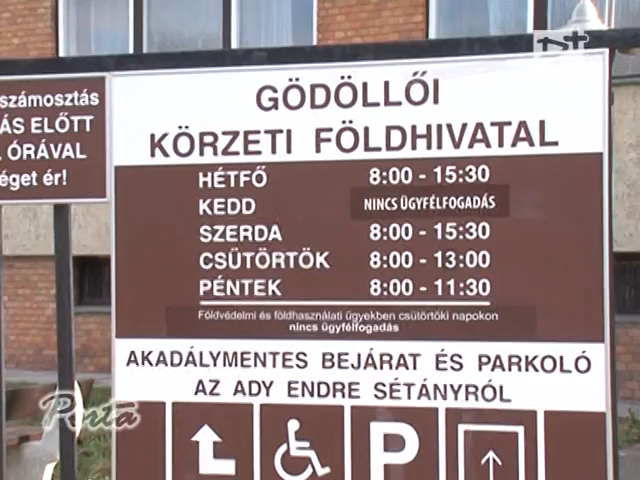 számosztás
ÁS ELŐTT
ÓRÁVAL
éget ér!
GÖDÖLLŐI
KÖRZETI FÖLDHIVATAL
HÉTFŐ 8:00 - 15:30
KEDD NINCS ÜGYFÉLFOGADÁS
SZERDA 8:00 - 15:30
CSÜTÖRTÖK 8:00 - 13:00
PÉNTEK 8:00 - 11:30
Földvédelmi és földhasználati ügyekben csütörtöki napokon
nincs ügyfélfogadás
AKADÁLYMENTES BEJÁRAT ÉS PARKOLÓ
AZ ADY ENDRE SÉTÁNYRÓL
P
Porta